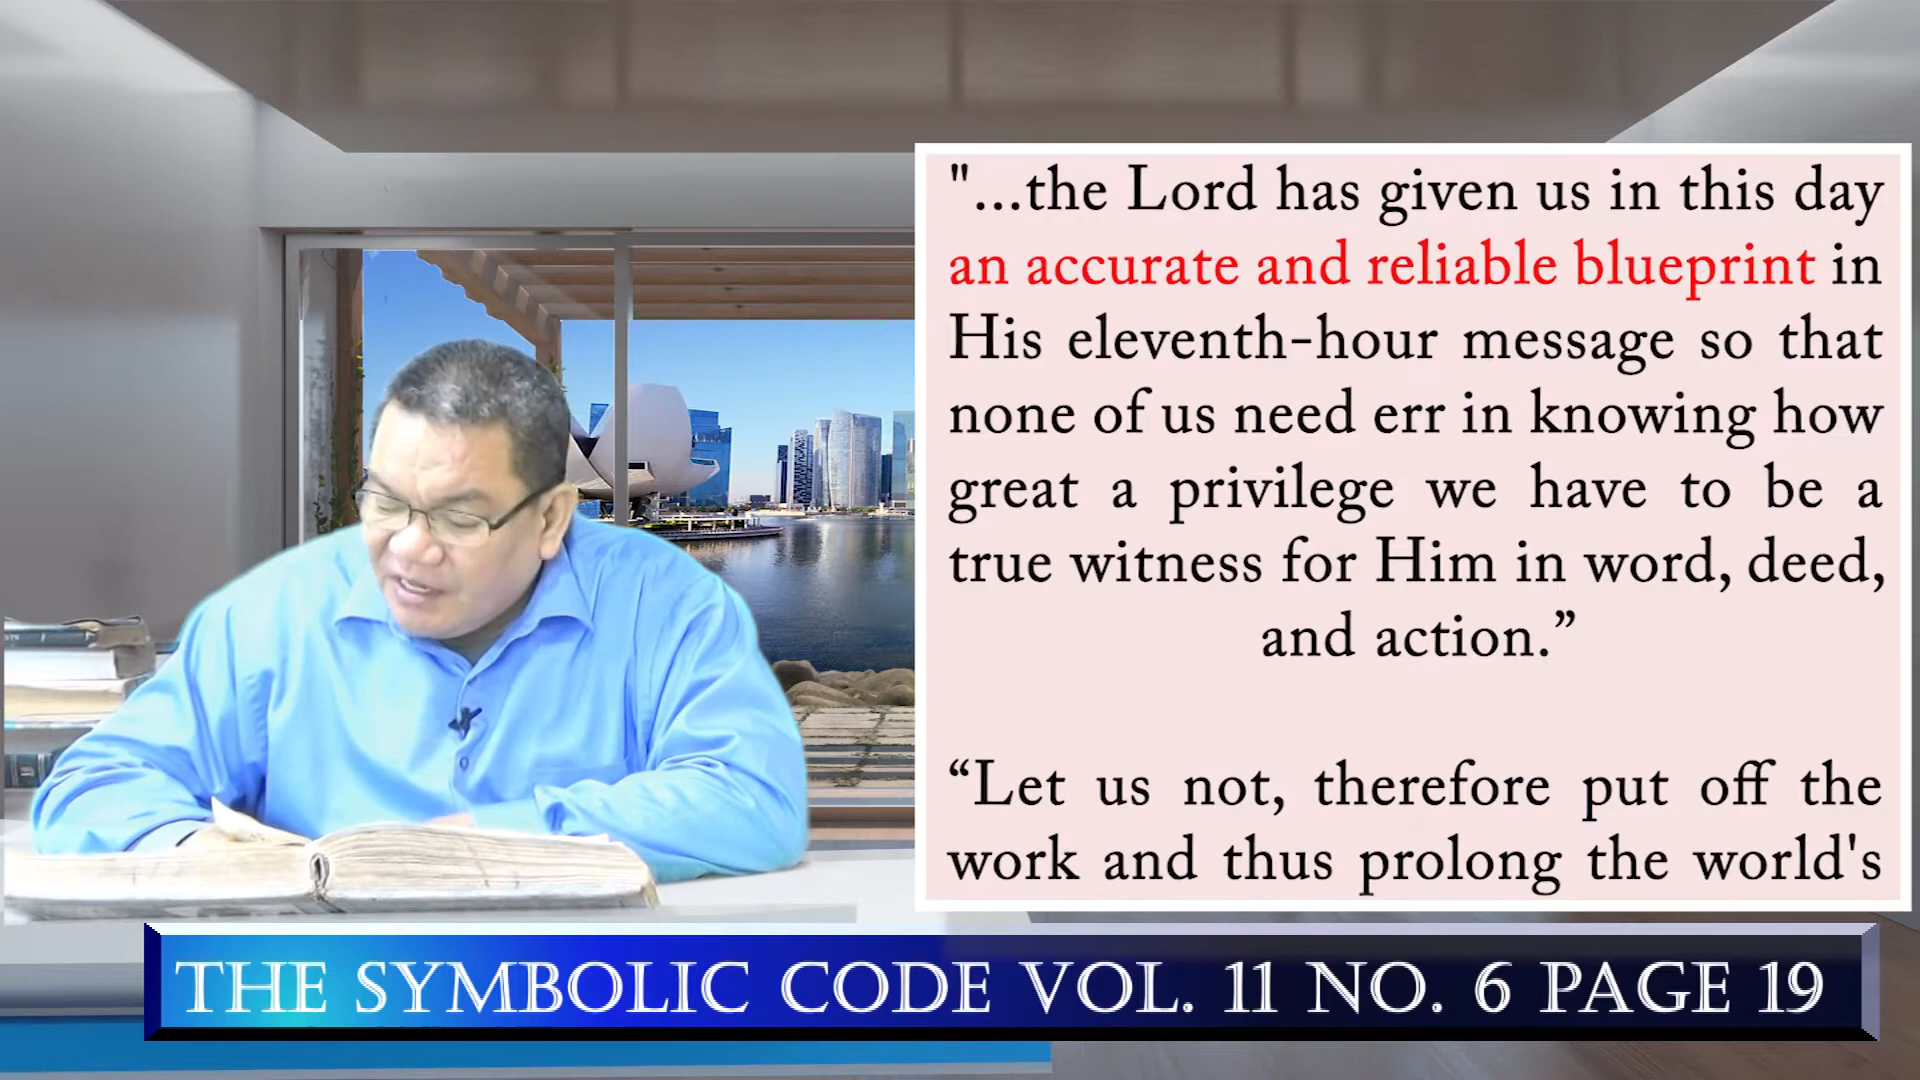 "...the Lord has given us in this day
an accurate and reliable blueprint in
His eleventh-hour message so that
none of us need err in knowing how
great a privilege we have to be a
true witness for Him in word, deed,
and action.”
“Let us not, therefore put off the
work and thus prolong the world's
THE SYMBOLIC CODE VOL. 11 NO. 6 PAGE 19